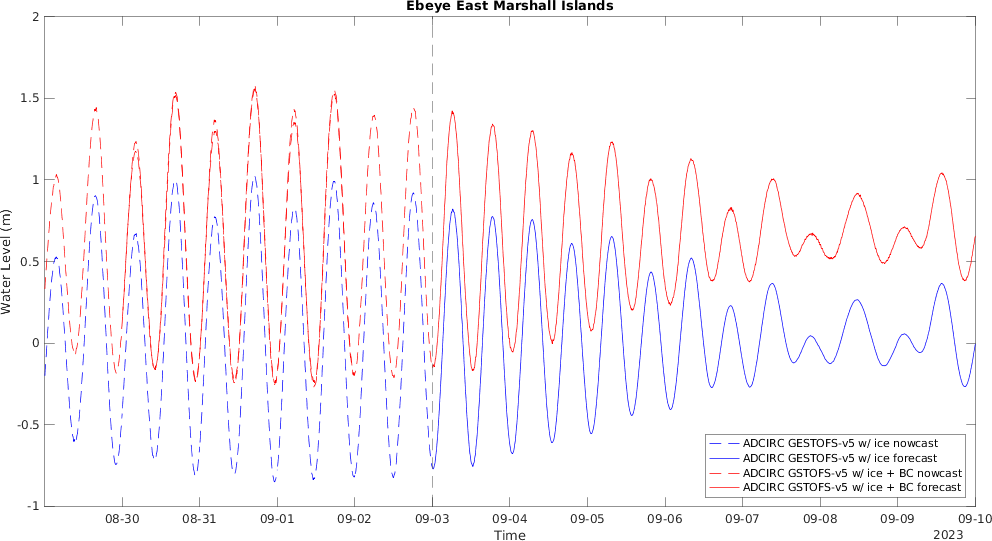 Ebeye East Marshall Islands
2
1.5
1
0.5
0
-0.5
-1
Water Level (m)
08-30 08-31 09-01 09-02 09-03 09-04 09-05 09-06 09-07 09-08 09-09 09-10
Time
2023
ADCIRC GESTOFS-v5 w/ ice nowcast
ADCIRC GESTOFS-v5 w/ ice forecast
ADCIRC GSTOFS-v5 w/ ice + BC nowcast
ADCIRC GSTOFS-v5 w/ ice + BC forecast